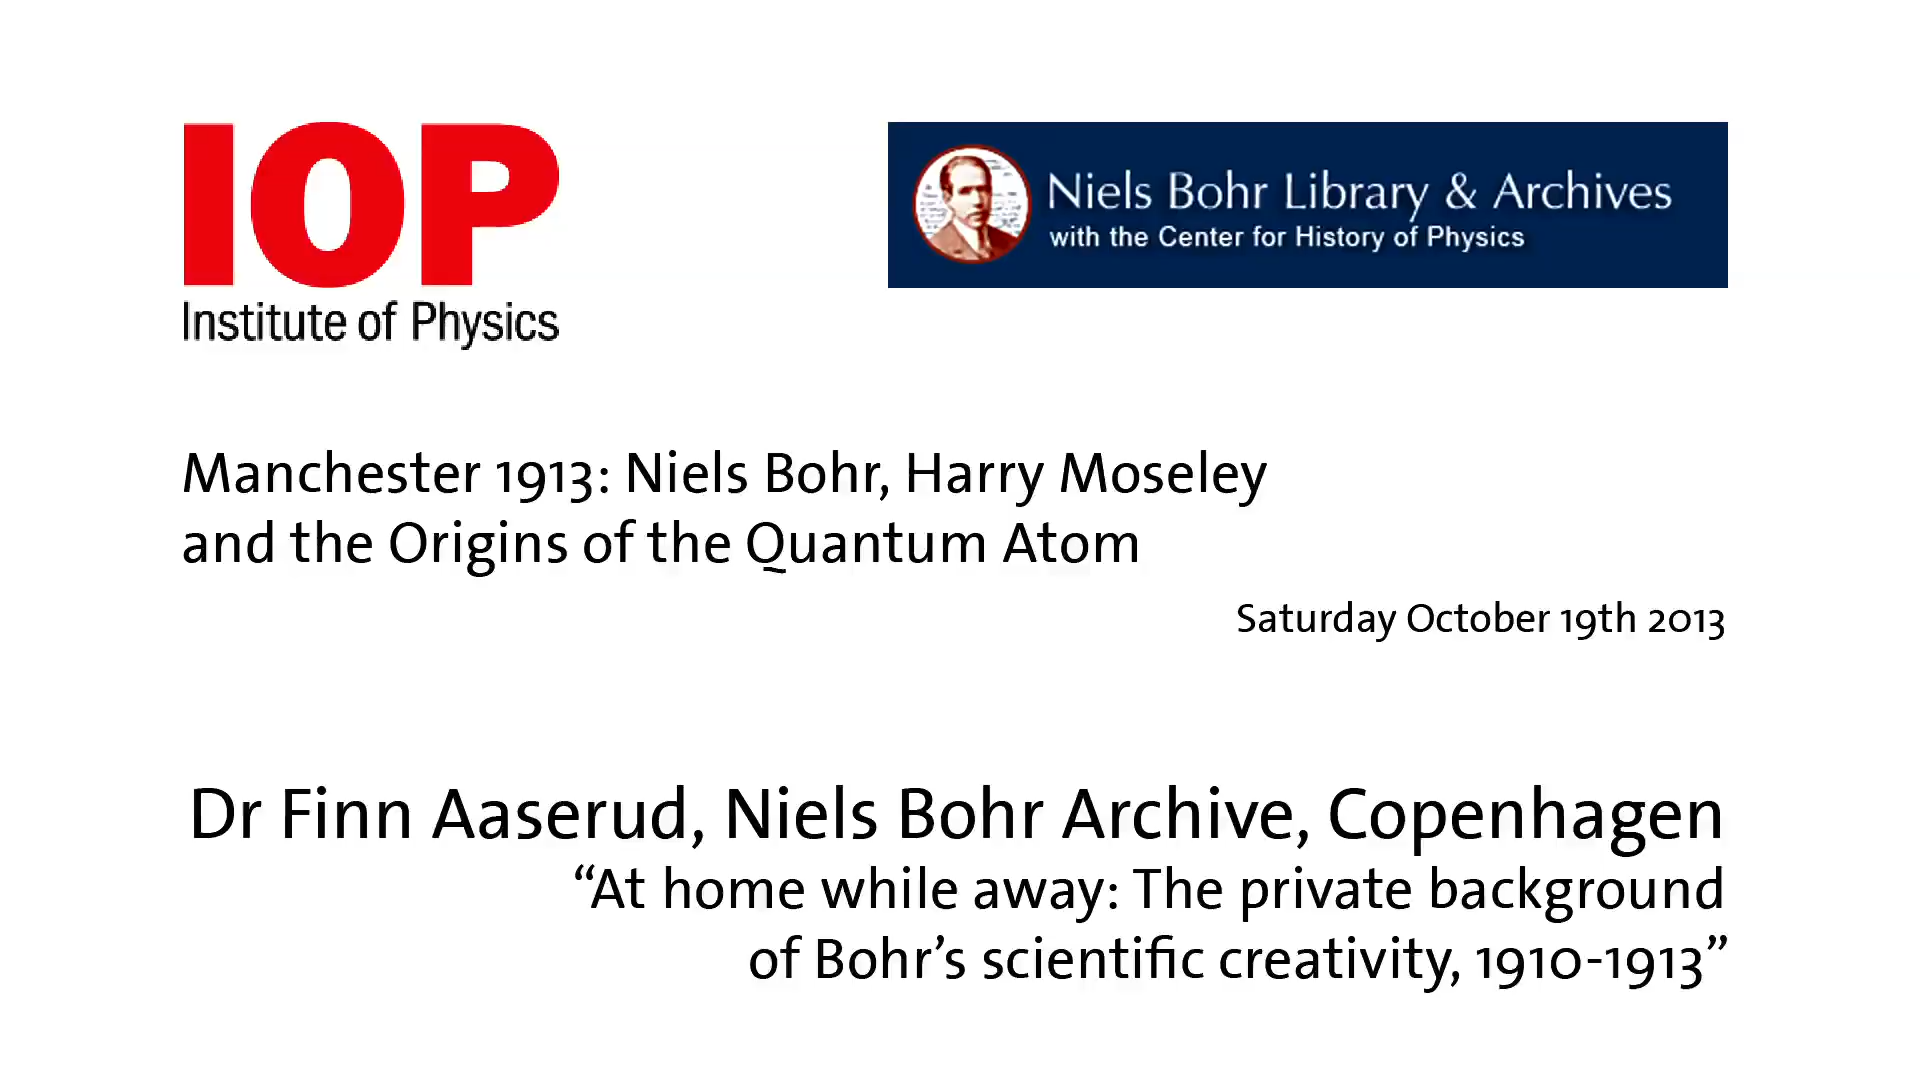 IOP
Institute of Physics
Niels Bohr Library & Archives
with the Center for History of Physics
Manchester 1913: Niels Bohr, Harry Moseley
and the Origins of the Quantum Atom
Saturday October 19th 2013
Dr Finn Aaserud, Niels Bohr Archive, Copenhagen
“At home while away: The private background
of Bohr’s scientific creativity, 1910-1913”